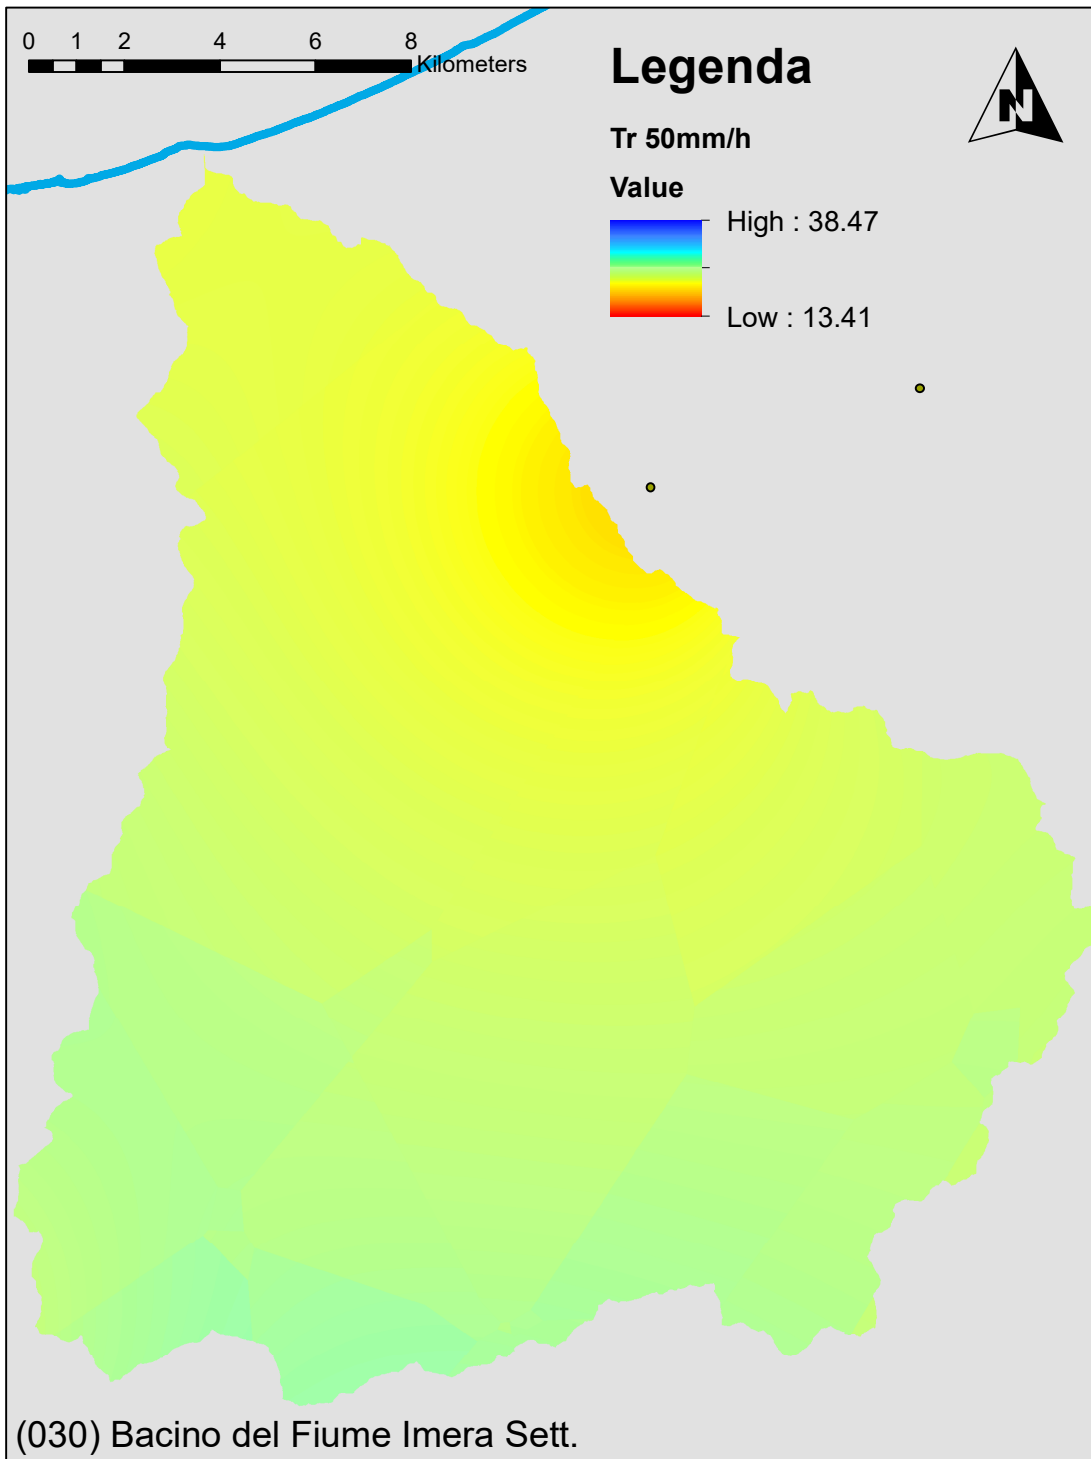 0 1 2 4 6 8
Kilometers
Legenda
N
Tr 50mm/h
Value
High : 38.47
Low : 13.41
(030) Bacino del Fiume Imera Sett.